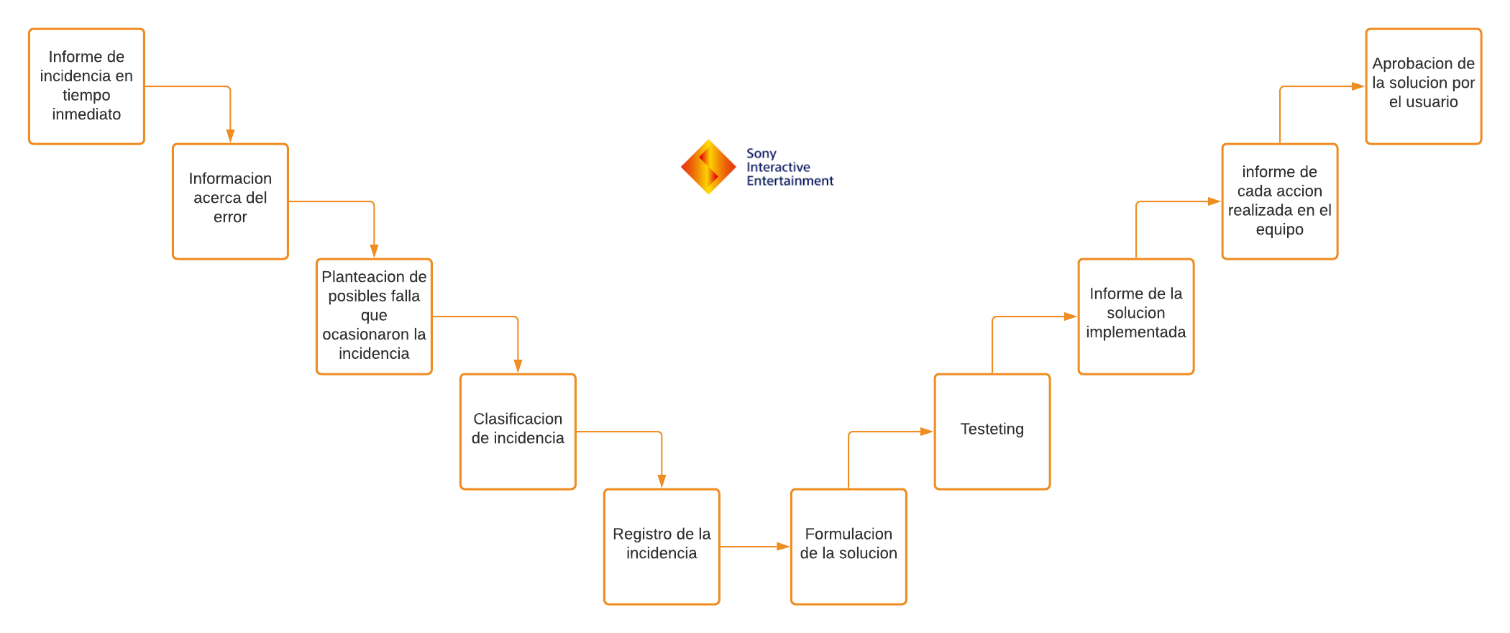 Informe de
incidencia en
tiempo
inmediato
Informacion
acerca del
error
Planteacion de
posibles falla
que
ocasionaron la
incidencia
Clasificacion
de incidencia
Registro de la
incidencia
Formulacion
de la solucion
Testeting
Informe de la
solucion
implementada
informe de
cada accion
realizada en el
equipo
Aprobacion de
la solucion por
el usuario
Sony
Interactive
Entertainment